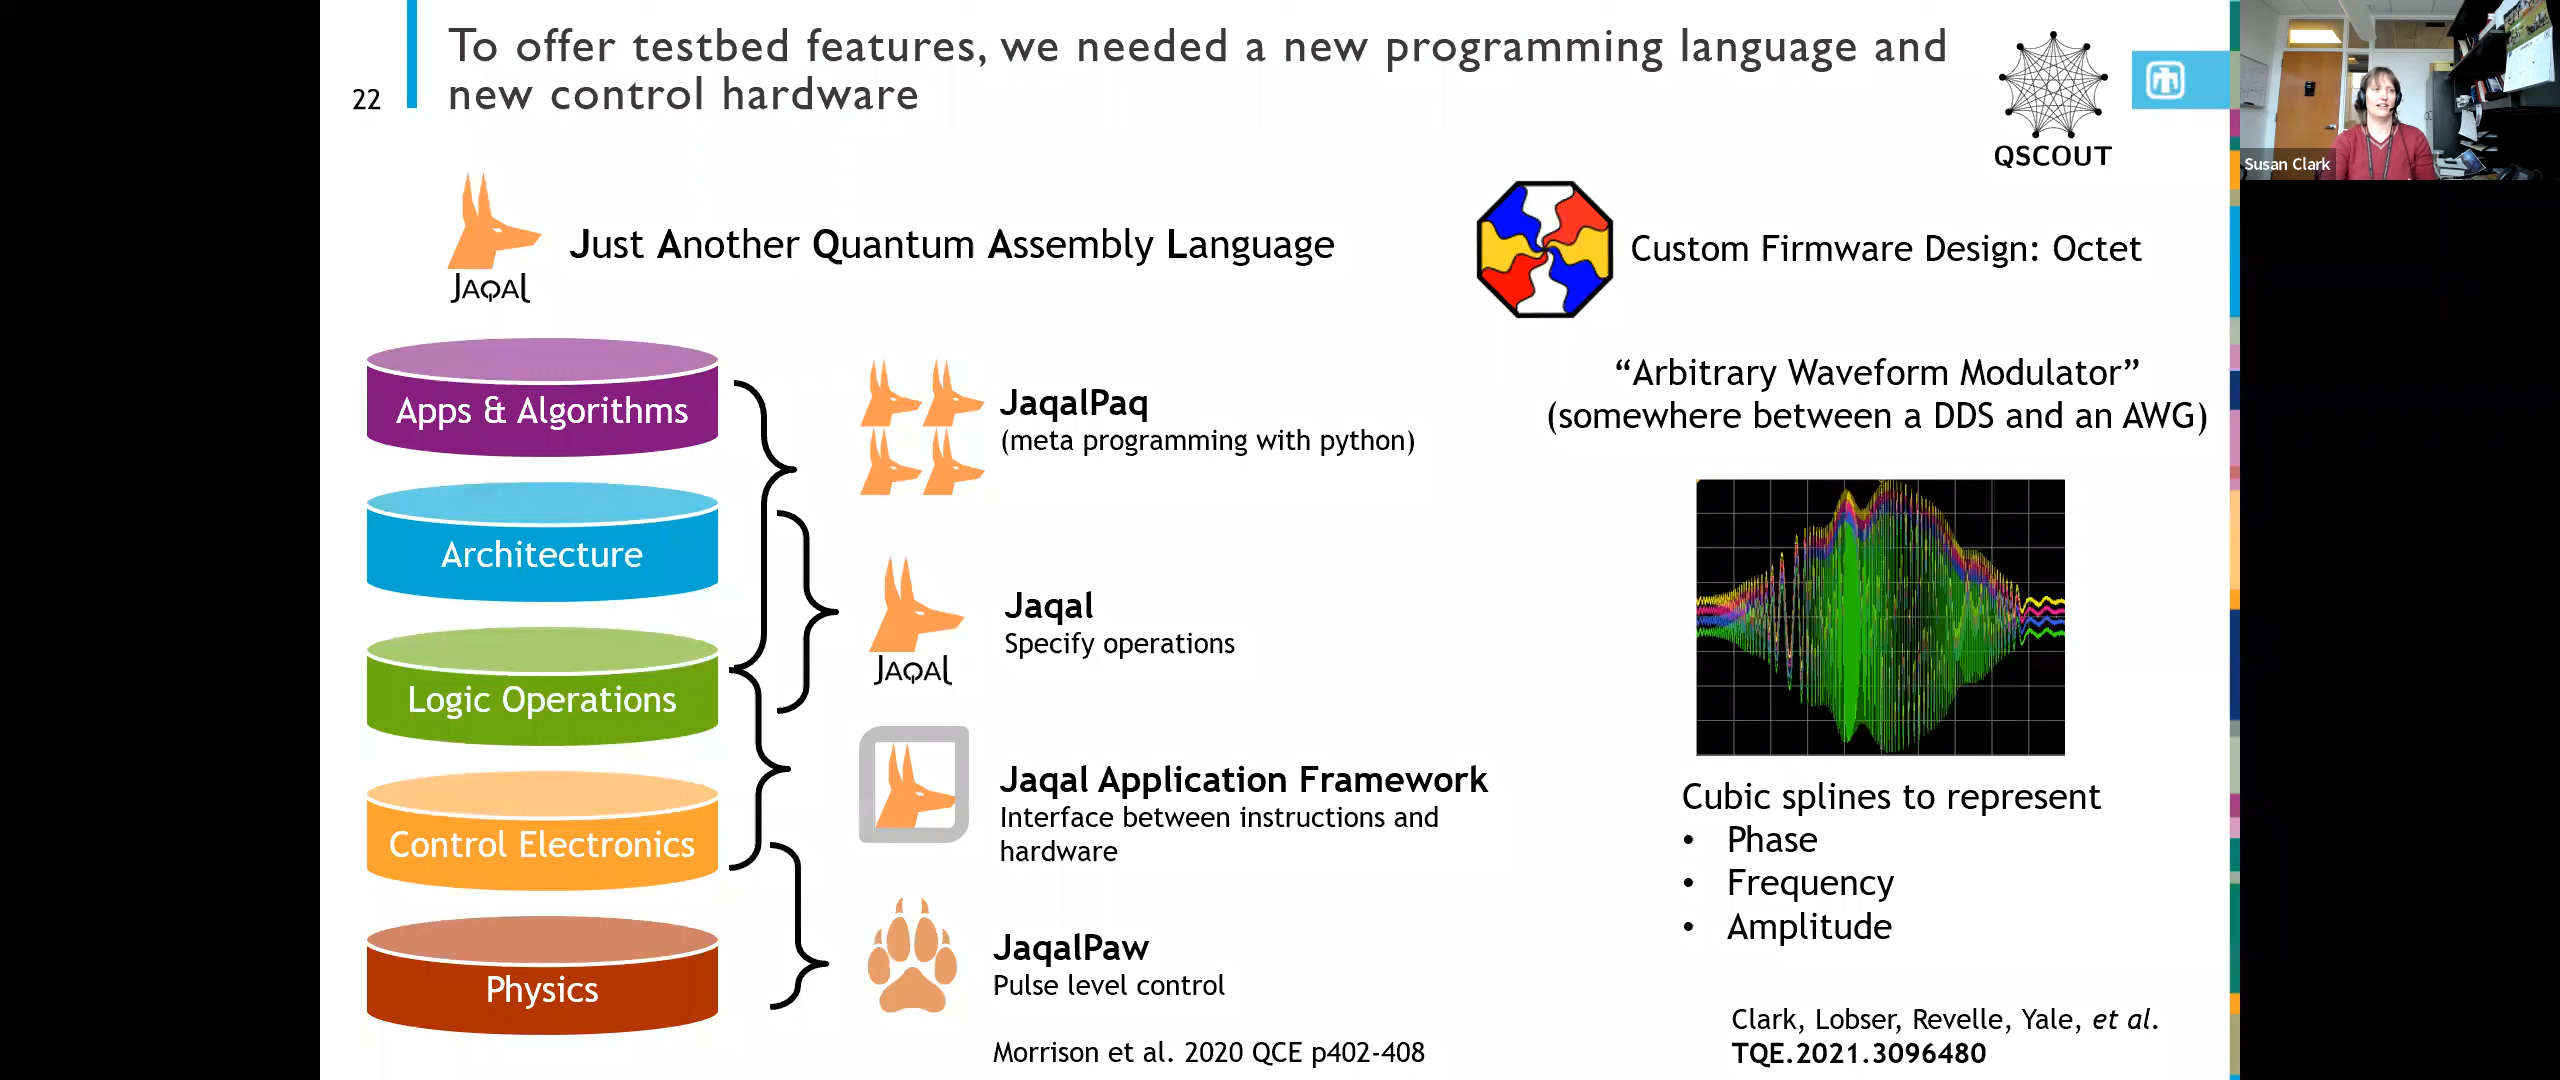 To offer testbed features, we needed a new programming language and
new control hardware
22
QSCOUT
Susan Clark
Just Another Quantum Assembly Language
JAQAL
Custom Firmware Design: Octet
Apps & Algorithms
Architecture
Logic Operations
Control Electronics
Physics
JaqalPaq
(meta programming with python)
Jaqal
Specify operations
JAQAL
Jaqal Application Framework
Interface between instructions and
hardware
JaqalPaw
Pulse level control
Morrison et al. 2020 QCE p402-408
“Arbitrary Waveform Modulator”
(somewhere between a DDS and an AWG)
Cubic splines to represent
• Phase
• Frequency
• Amplitude
Clark, Lobser, Revelle, Yale, et al.
TQE.2021.3096480